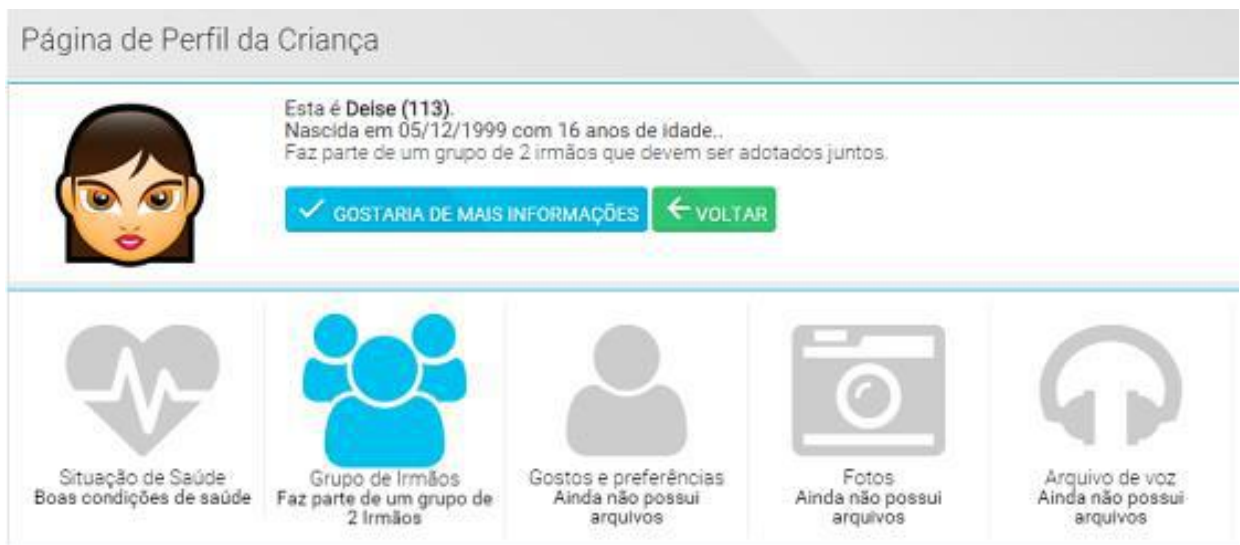 Página de Perfil da Criança
Esta é Deise (113).
Nascida em 05/12/1999 com 16 anos de idade..
Faz parte de um grupo de 2 irmãos que devem ser adotados juntos.
GOSTARIA DE MAIS INFORMAÇÕES
VOLTAR
Situação de Saúde
Boas condições de saúde
Grupo de Irmãos
Faz parte de um grupo de
2 Irmãos
Gostos e preferências
Ainda não possui
arquivos
Fotos
Ainda não possui
arquivos
Arquivo de voz
Ainda não possui
arquivos